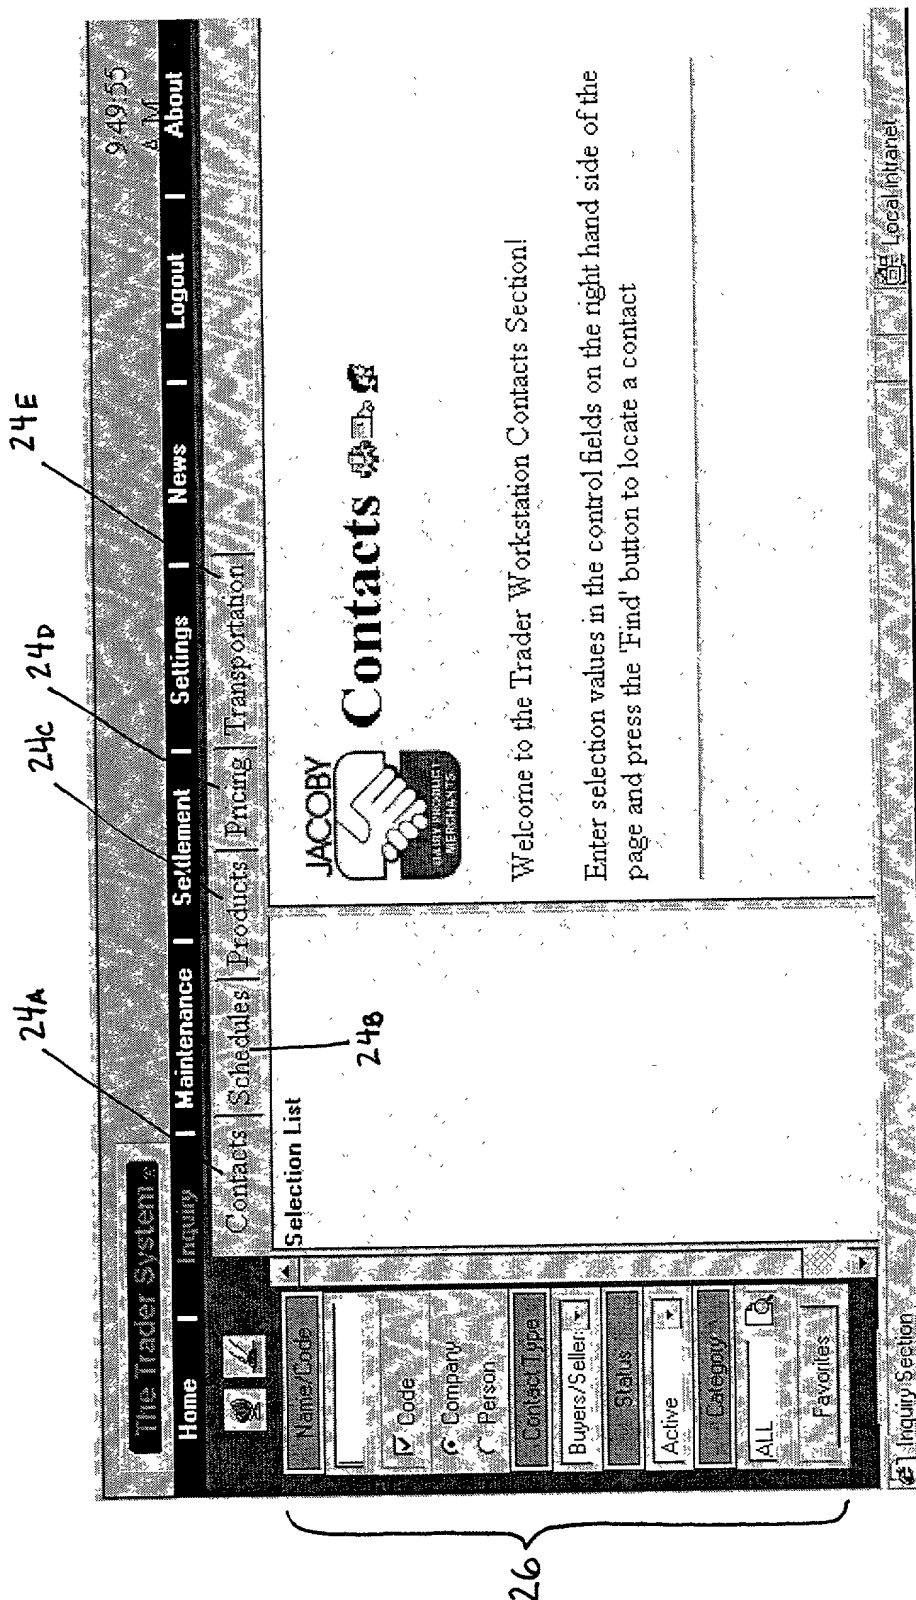 24A
24C
24D
24E
The Trader System
9:49:55
A M
Home | Inquiry | Maintenance | Settlement | Settings | News | Logout | About
Contacts | Schedules | Products | Pricing | Transportation
24B
Name/Code
Code
Company
Person
Contact Type
Buyers/Seller
Status
Active
Category
ALL
Favorites
26
Selection List
JACOBY
MERCHANTS
Contacts
Welcome to the Trader Workstation Contacts Section!
Enter selection values in the control fields on the right hand side of the
page and press the 'Find' button to locate a contact
Inquiry Section
Local intranet